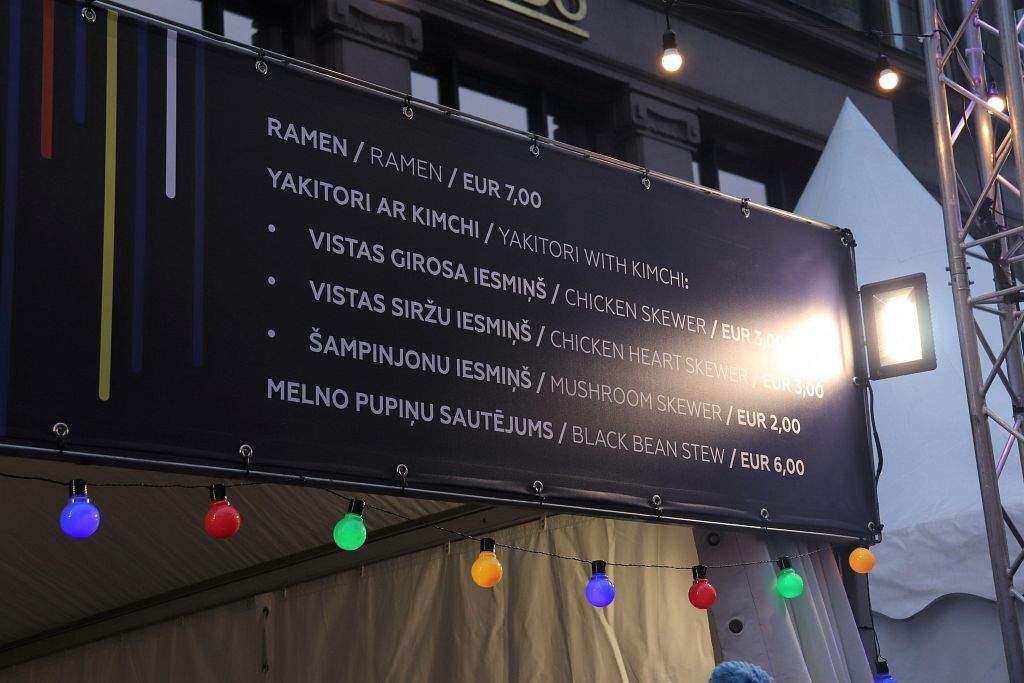 RAMEN / RAMEN / EUR 7,00
YAKITORI AR KIMCHI / YAKITORI WITH KIMCHI:
• VISTAS GIROSA IESMIŅŠ / CHICKEN SKEWER / EUR 3,00
• VISTAS SIRŽU IESMIŅŠ / CHICKEN HEART SKEWER / EUR 3,00
• ŠAMPINJONU IESMIŅŠ / MUSHROOM SKEWER / EUR 2,00
MELNO PUPIŅU SAUTĒJUMS / BLACK BEAN STEW / EUR 6,00